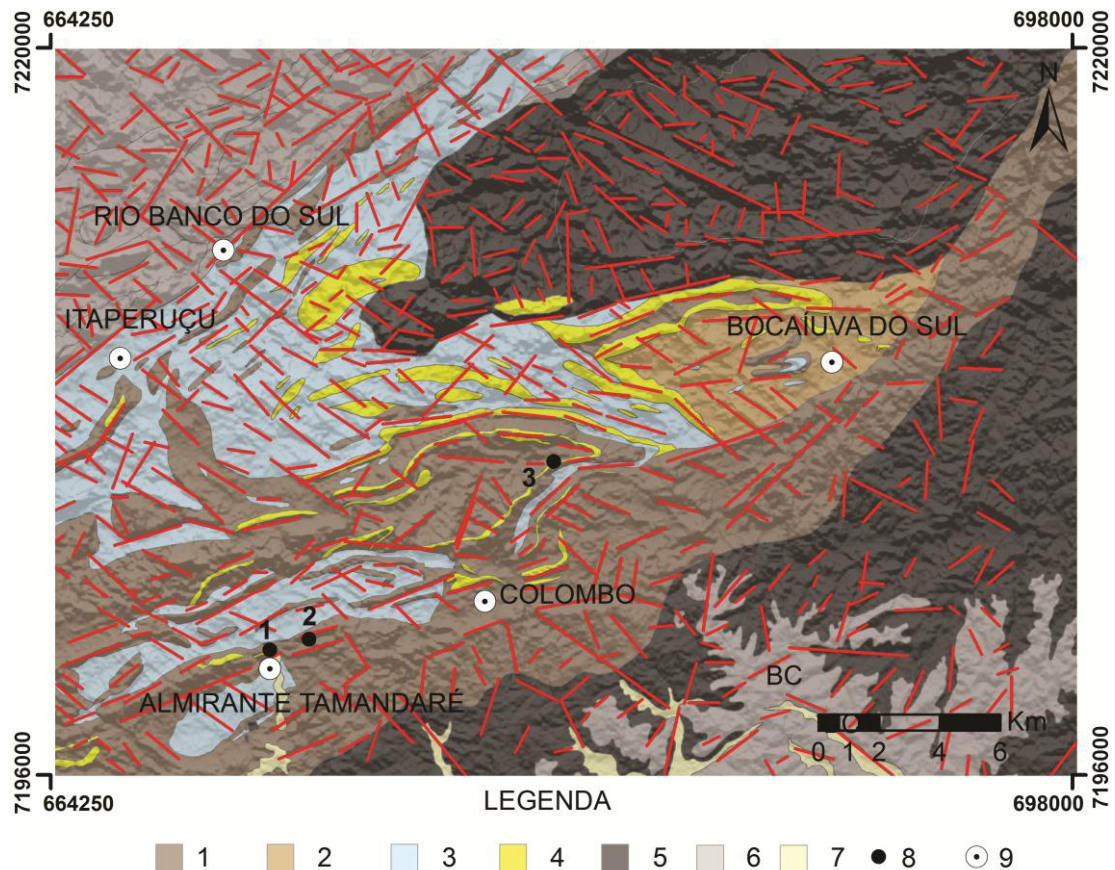 664250 698000
7220000 7220000
N
RIO BANCO DO SUL
ITAPERUÇU
BOCAÍUVA DO SUL
3
COLOMBO
1 2
BC
ALMIRANTE TAMANDARÉ
Km
0 1 2 4 6
7196000 7196000
664250 LEGENDA 698000
1 2 3 4 5 6 7 8 9